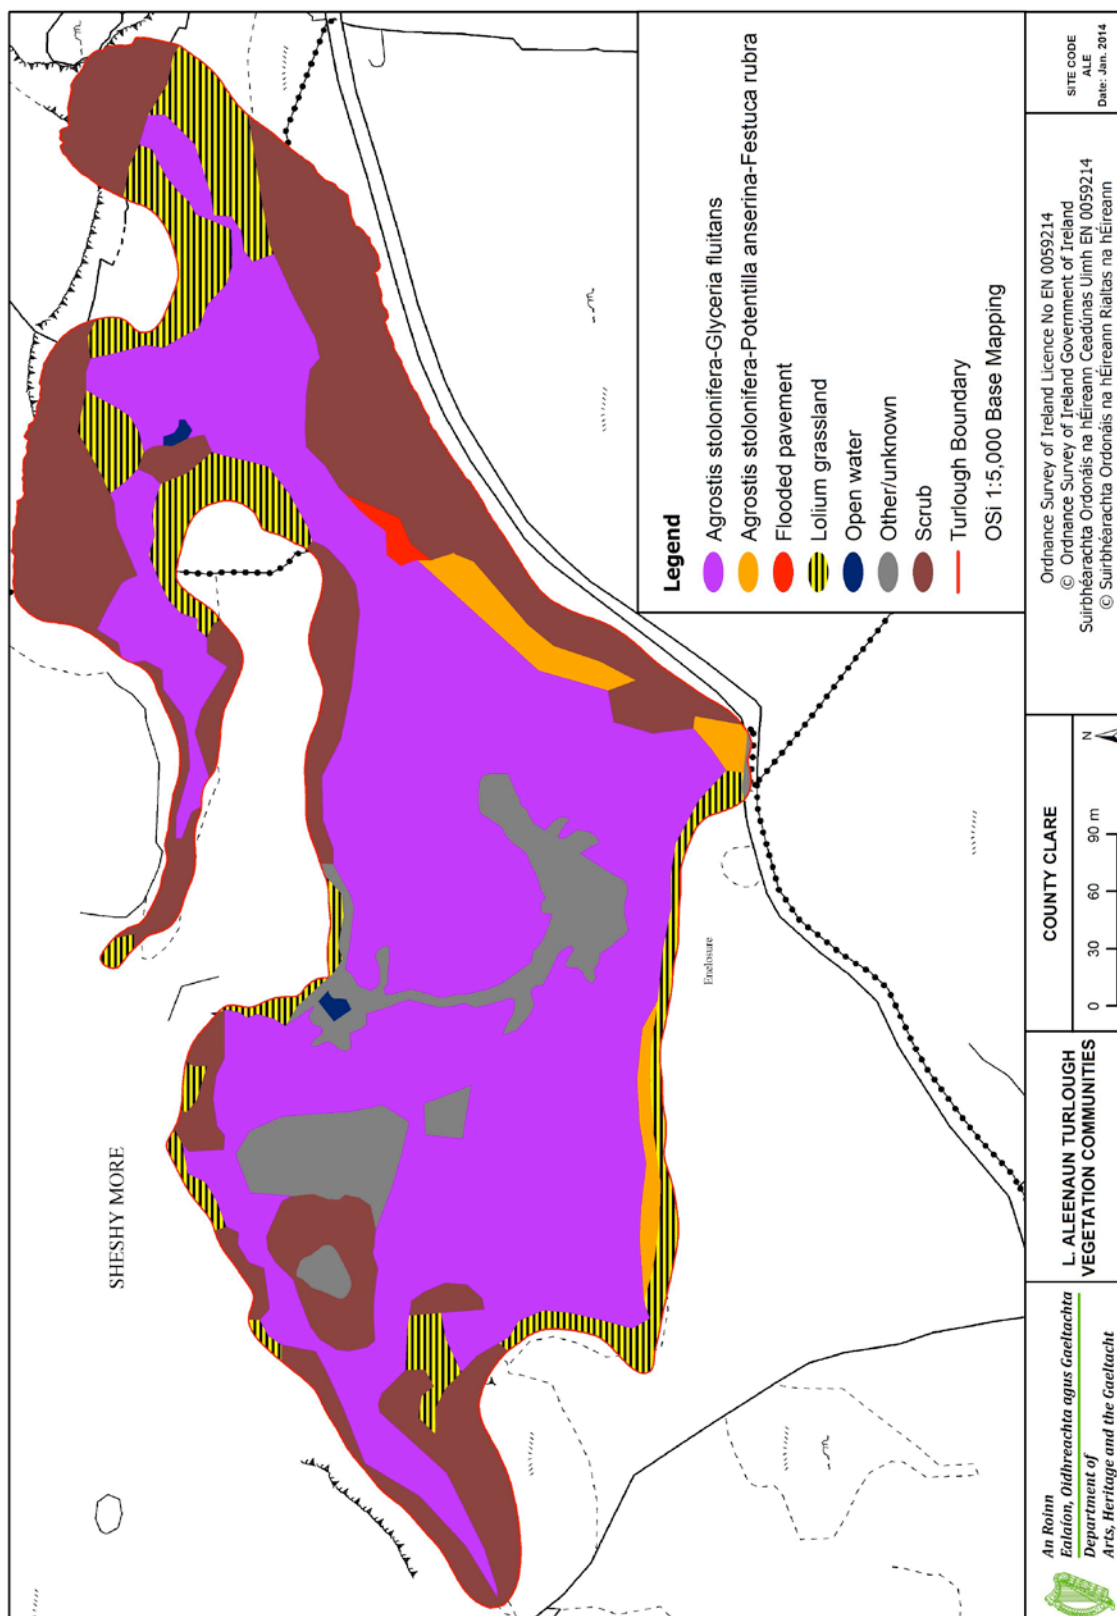 SHESHY MORE
Enclosure
Legend
Agrostis stolonifera-Glyceria fluitans
Agrostis stolonifera-Potentilla anserina-Festuca rubra
Flooded pavement
Lolium grassland
Open water
Other/unknown
Scrub
Turlough Boundary
OSi 1:5,000 Base Mapping
An Roinn
Ealaíon, Oidhreachta agus Gaeltachta
Department of
Arts, Heritage and the Gaeltacht
L. ALEENAUN TURLOUGH
VEGETATION COMMUNITIES
COUNTY CLARE
0 30 60 90 m
N
Ordnance Survey of Ireland Licence No EN 0059214
© Ordnance Survey of Ireland Government of Ireland
Suirbhéarachta Ordonáis na hÉireann Ceadúnas Uimh EN 0059214
© Suirbhéarachta Ordonáis na hÉireann Rialtas na hÉireann
SITE CODE
ALE
Date: Jan. 2014